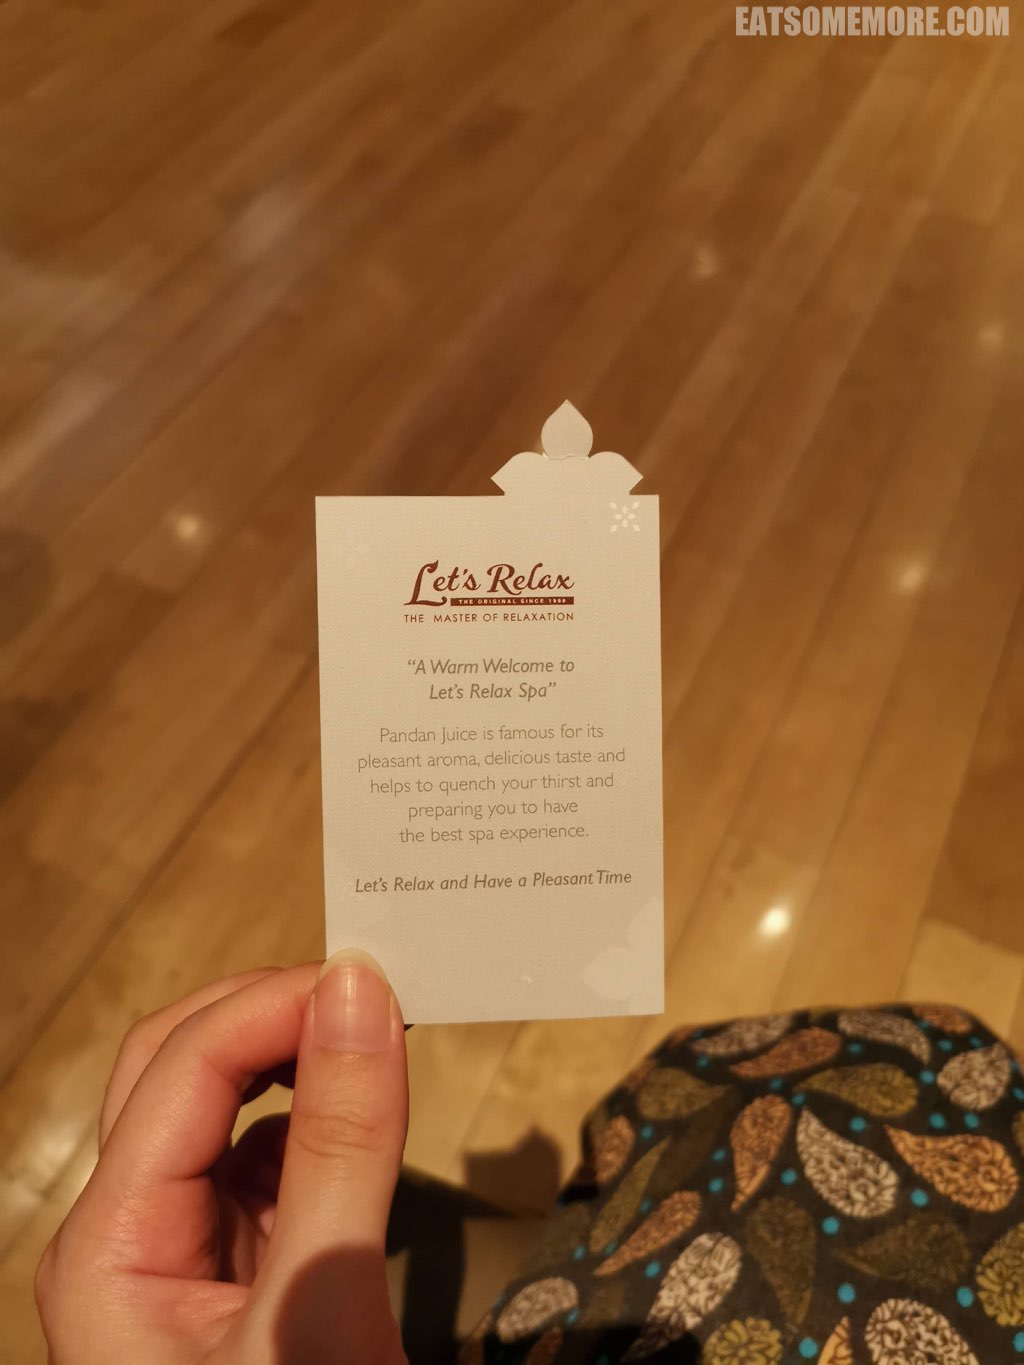 EATSOMEMORE.COM
Let's Relax
THE ORIGINAL SINCE 1998
THE MASTER OF RELAXATION
“A Warm Welcome to
Let's Relax Spa”
Pandan Juice is famous for its
pleasant aroma, delicious taste and
helps to quench your thirst and
preparing you to have
the best spa experience.
Let's Relax and Have a Pleasant Time